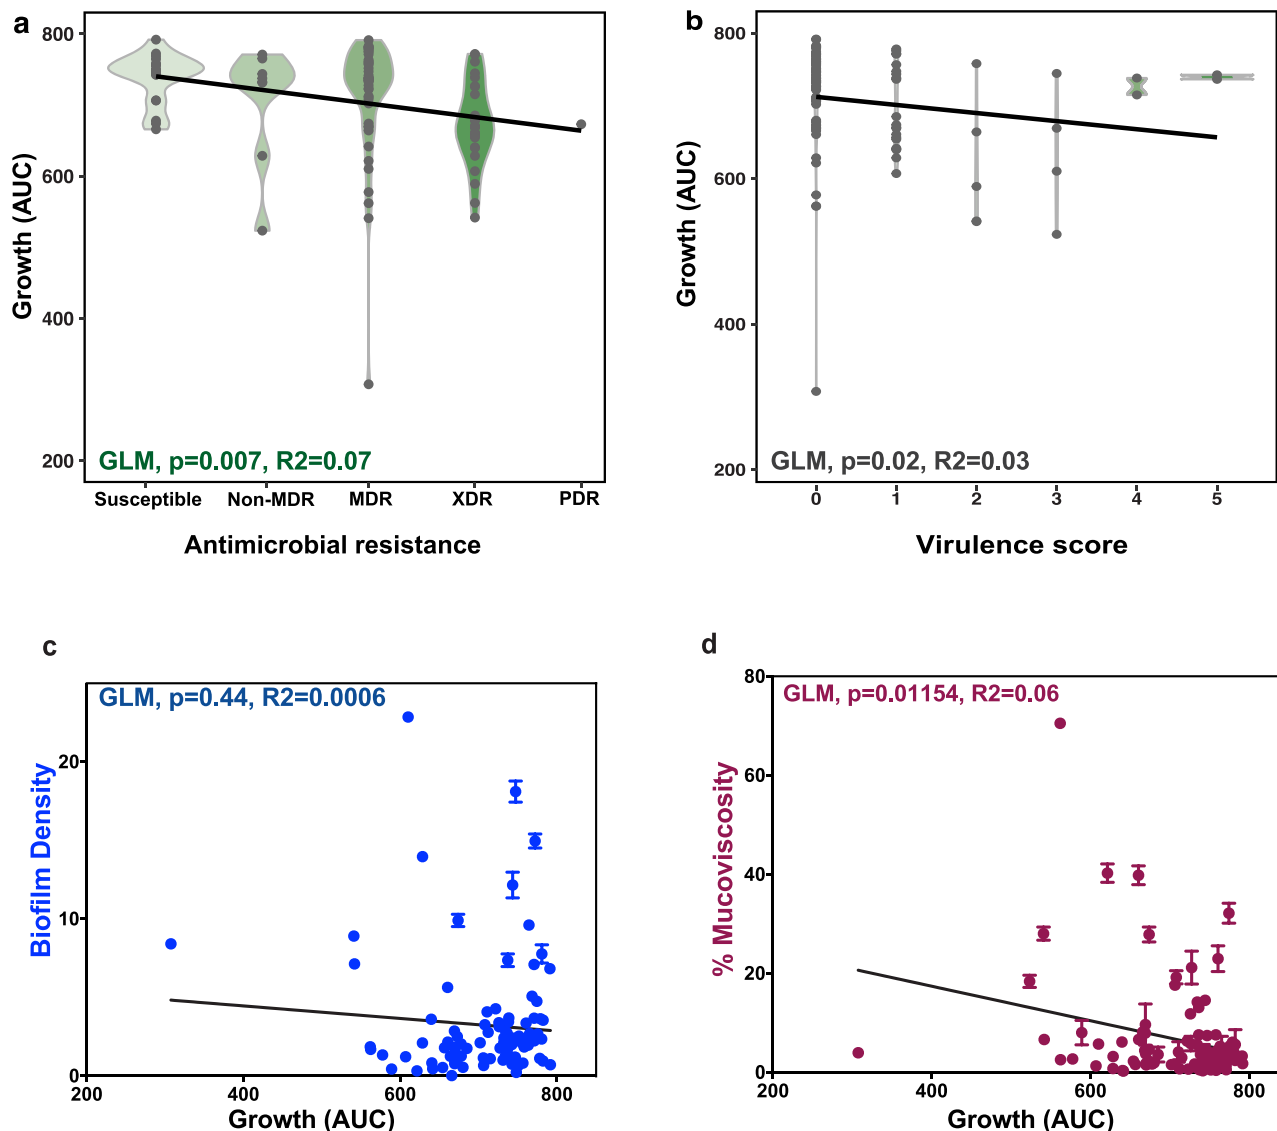 a
800
600
400
200
Growth (AUC)
GLM, p=0.007, R2=0.07
Susceptible Non-MDR MDR XDR PDR
Antimicrobial resistance
b
800
600
400
200
Growth (AUC)
GLM, p=0.02, R2=0.03
0 1 2 3 4 5
Virulence score
c
GLM, p=0.44, R2=0.0006
20
10
0
Biofilm Density
200 400 600 800
Growth (AUC)
d
80
60
40
20
0
GLM, p=0.01154, R2=0.06
% Mucoviscosity
200 400 600 800
Growth (AUC)